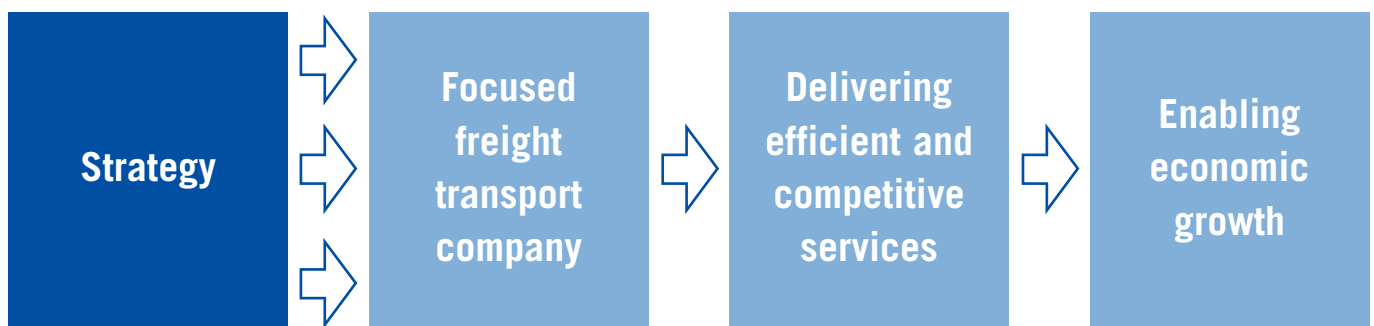 Strategy
Focused
freight
transport
company
Delivering
efficient and
competitive
services
Enabling
economic
growth